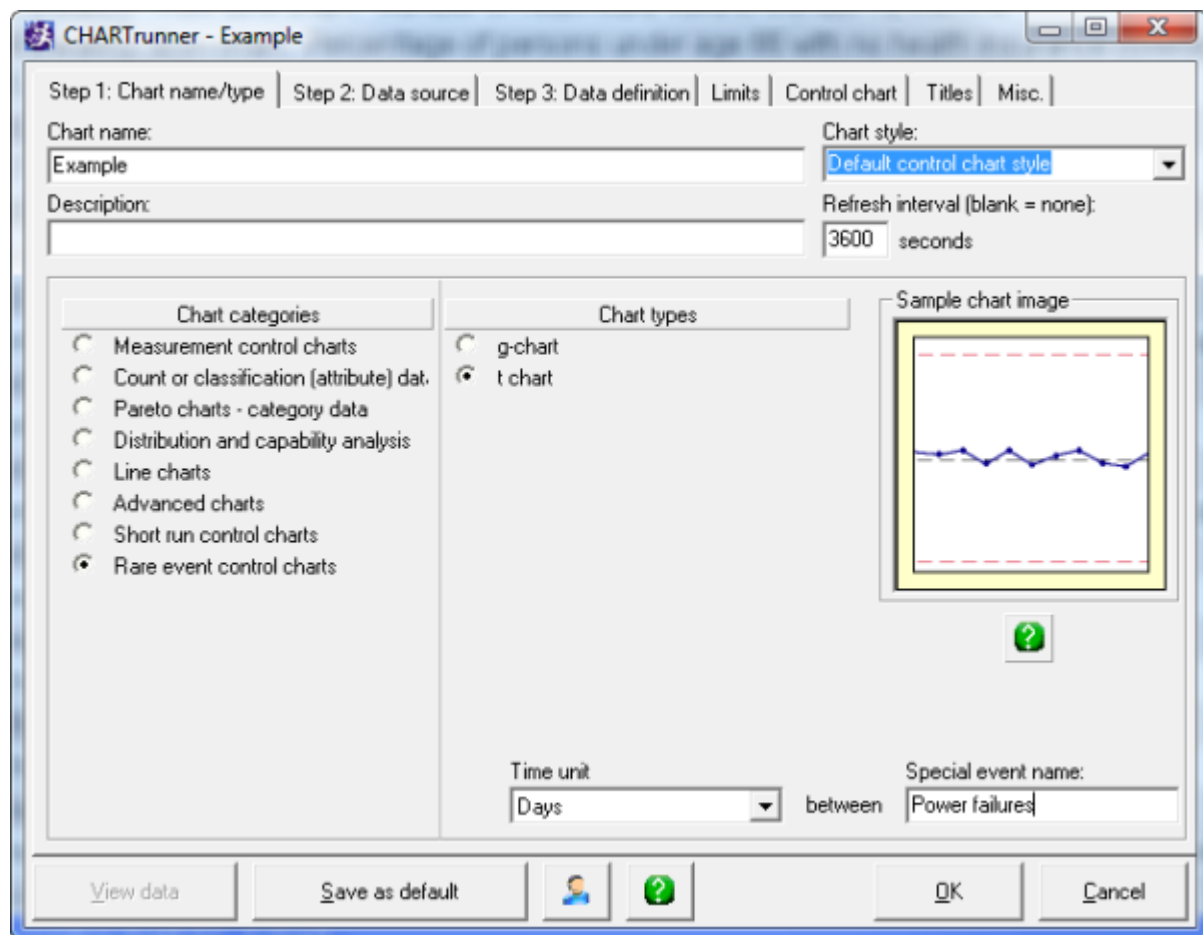 CHARTrunner - Example
Step 1: Chart name/type Step 2: Data source Step 3: Data definition Limits Control chart Titles Misc.
Chart name: Chart style:
Example Default control chart style
Description: Refresh interval (blank = none):
3600 seconds
Chart categories Chart types Sample chart image
Measurement control charts g-chart
Count or classification (attribute) dat. t chart
Pareto charts - category data
Distribution and capability analysis
Line charts
Advanced charts
Short run control charts
Rare event control charts
Time unit Special event name:
Days between Power failures
View data Save as default OK Cancel